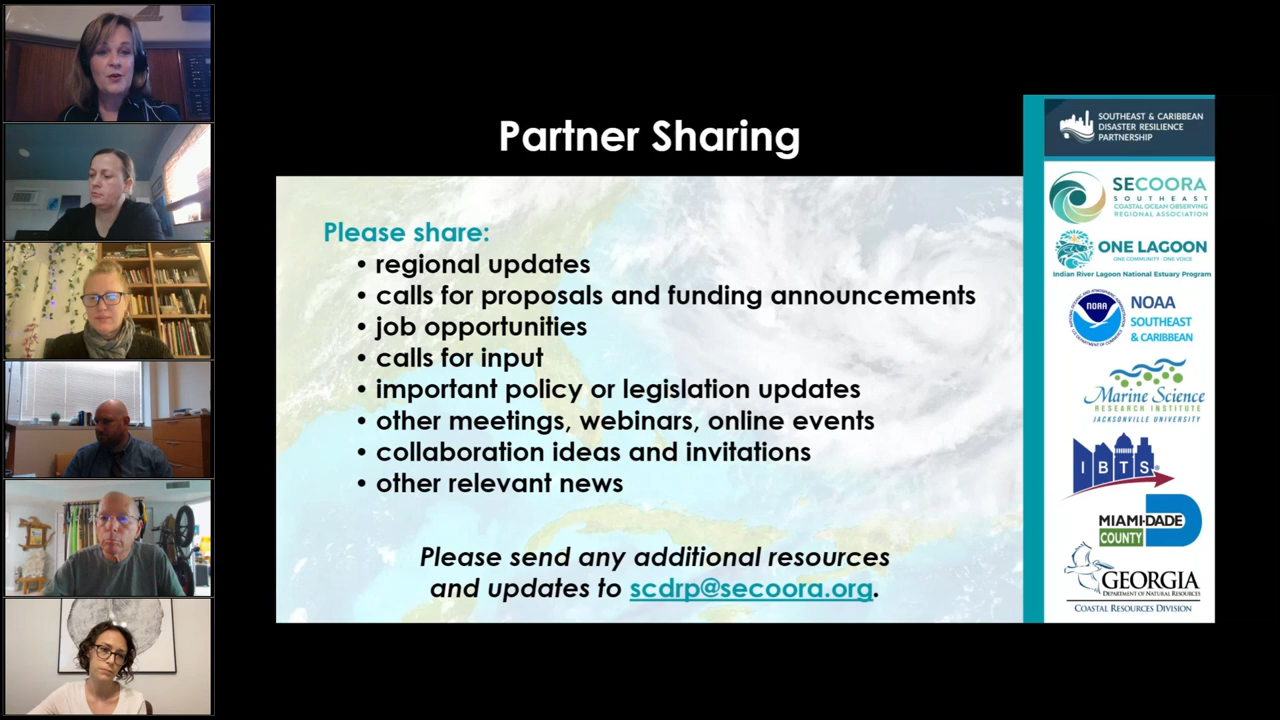 Partner Sharing
Please share:
• regional updates
• calls for proposals and funding announcements
• job opportunities
• calls for input
• important policy or legislation updates
• other meetings, webinars, online events
• collaboration ideas and invitations
• other relevant news
Please send any additional resources
and updates to scdrp@secoora.org.
SOUTHEAST & CARIBBEAN
DISASTER RESILIENCE
PARTNERSHIP
SECOORA
SOUTHEAST
COASTAL OCEAN OBSERVING
REGIONAL ASSOCIATION
ONE LAGOON
ONE COMMUNITY · ONE VOICE
Indian River Lagoon National Estuary Program
NOAA
NOAA
SOUTHEAST
& CARIBBEAN
Marine Science
RESEARCH INSTITUTE
JACKSONVILLE UNIVERSITY
IBTS
MIAMI-DADE
COUNTY
GEORGIA
DEPARTMENT OF NATURAL RESOURCES
COASTAL RESOURCES DIVISION